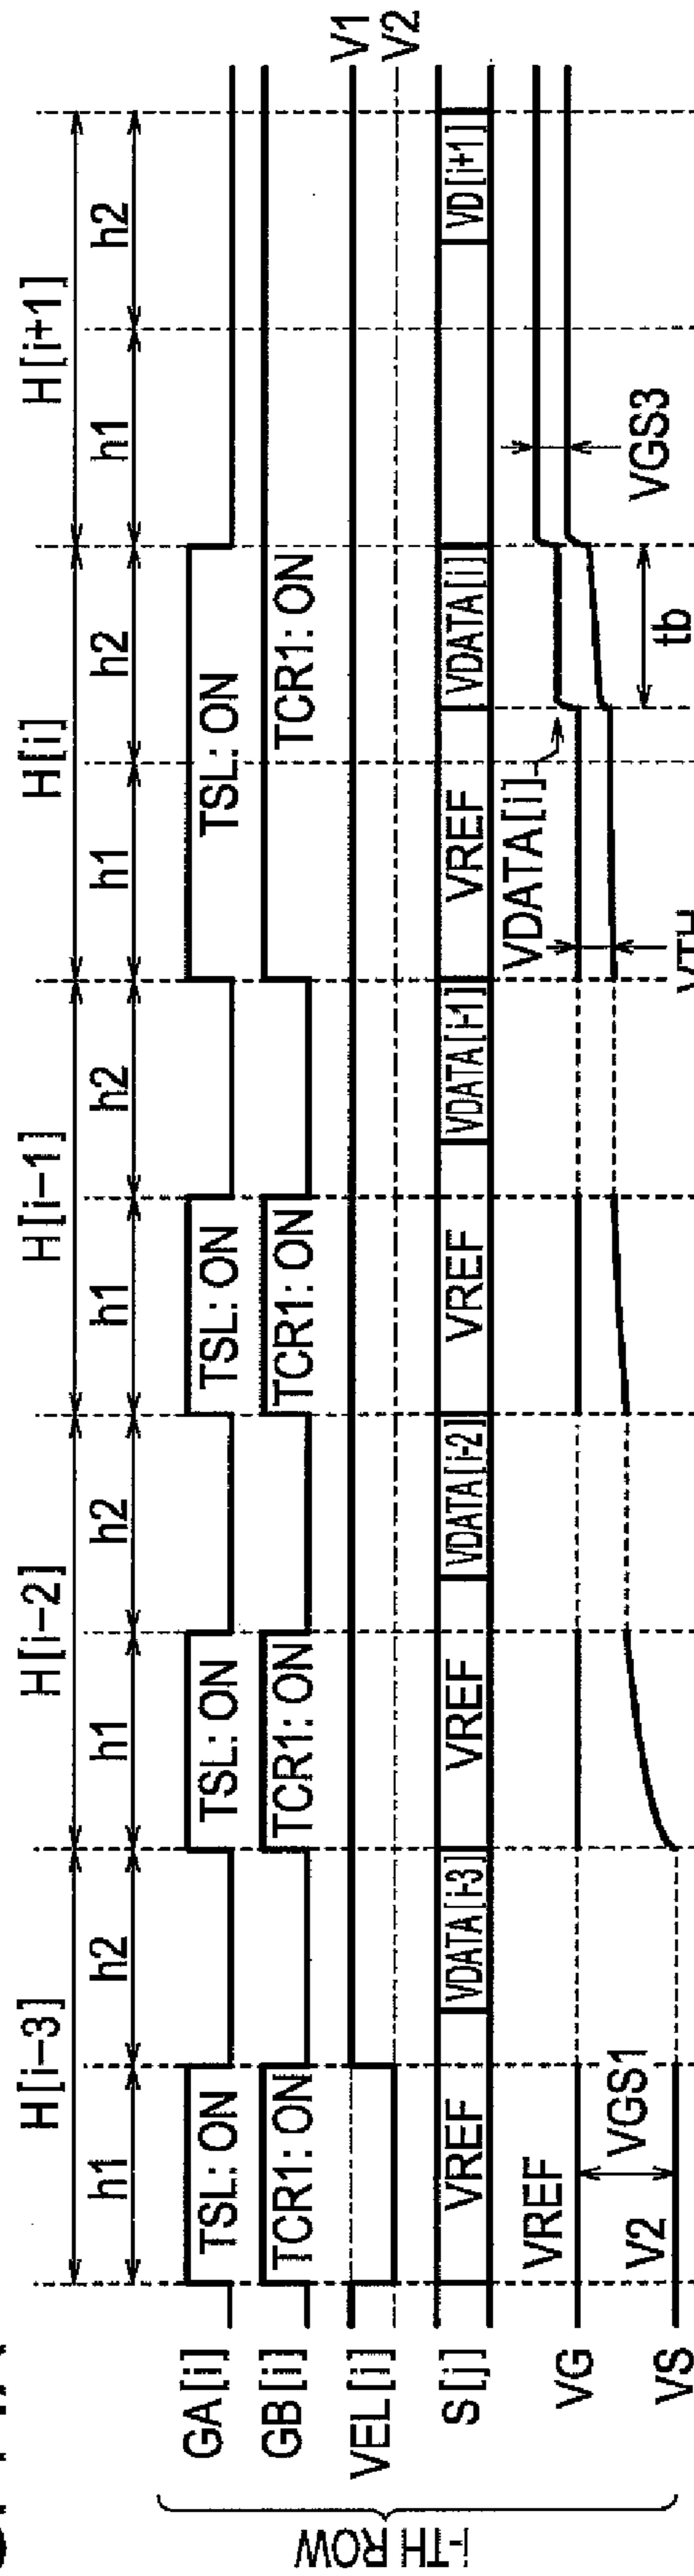 H[i-3] H[i-2] H[i-1] H[i] H[i+1]
h1 h2 h1 h2 h1 h2 h1 h2 h1 h2
GA[i] TSL: ON TSL: ON TSL: ON TSL: ON
GB[i] TCR1: ON TCR1: ON TCR1: ON TCR1: ON
VEL[i] V1
V2
S[j] VREF VDATA[i-3] VREF VDATA[i-2] VREF VDATA[i-1] VREF VDATA[i] VD[i+1]
VREF VDATA[i]
VG
VGS1 VGS3
V2 VTH tb
VS
i-TH ROW